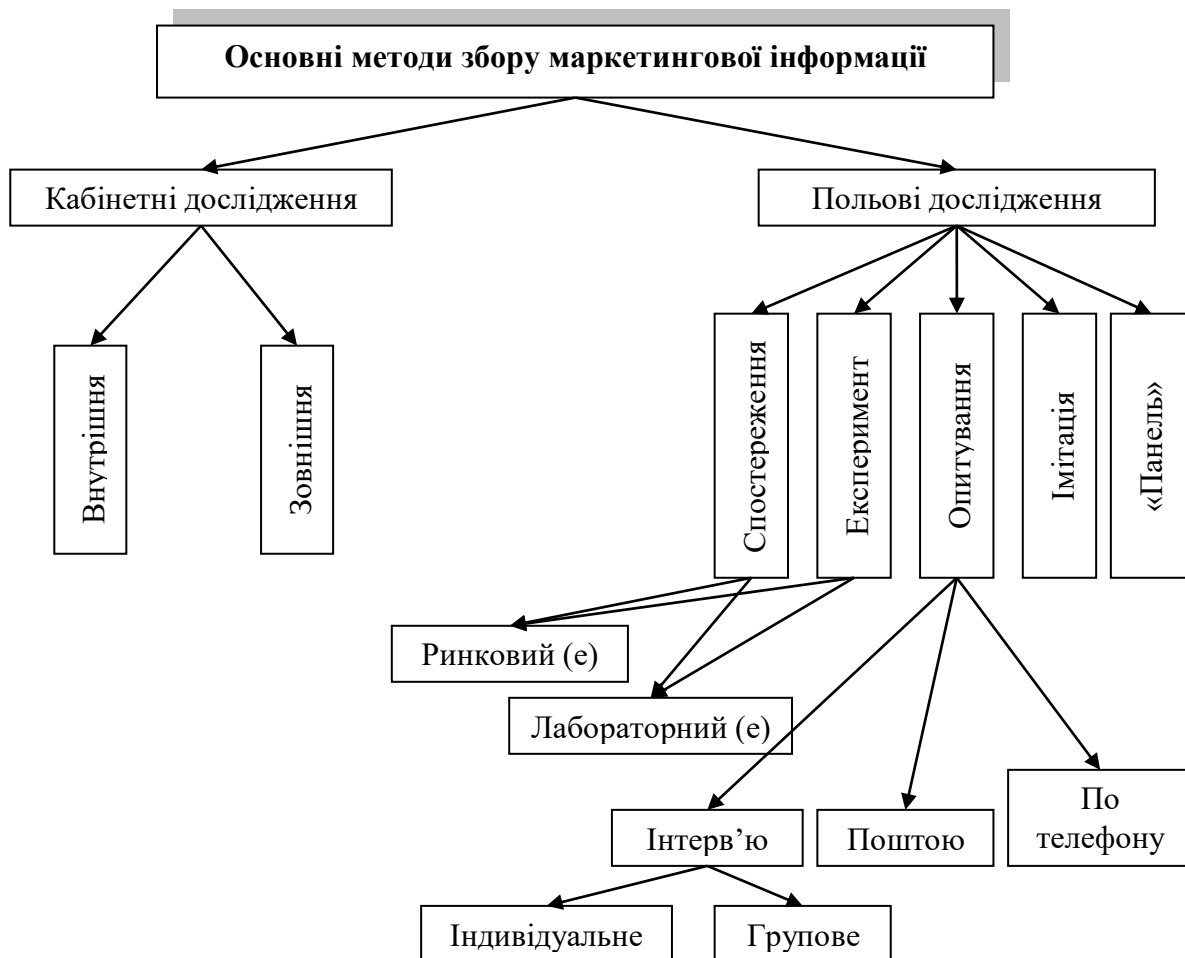 Основні методи збору маркетингової інформації
Кабінетні дослідження
Польові дослідження
Внутрішня
Зовнішня
Спостереження
Експеримент
Опитування
Імітація
«Панель»
Ринковий (е)
Лабораторний (е)
Інтерв’ю
Поштою
По
телефону
Індивідуальне
Групове